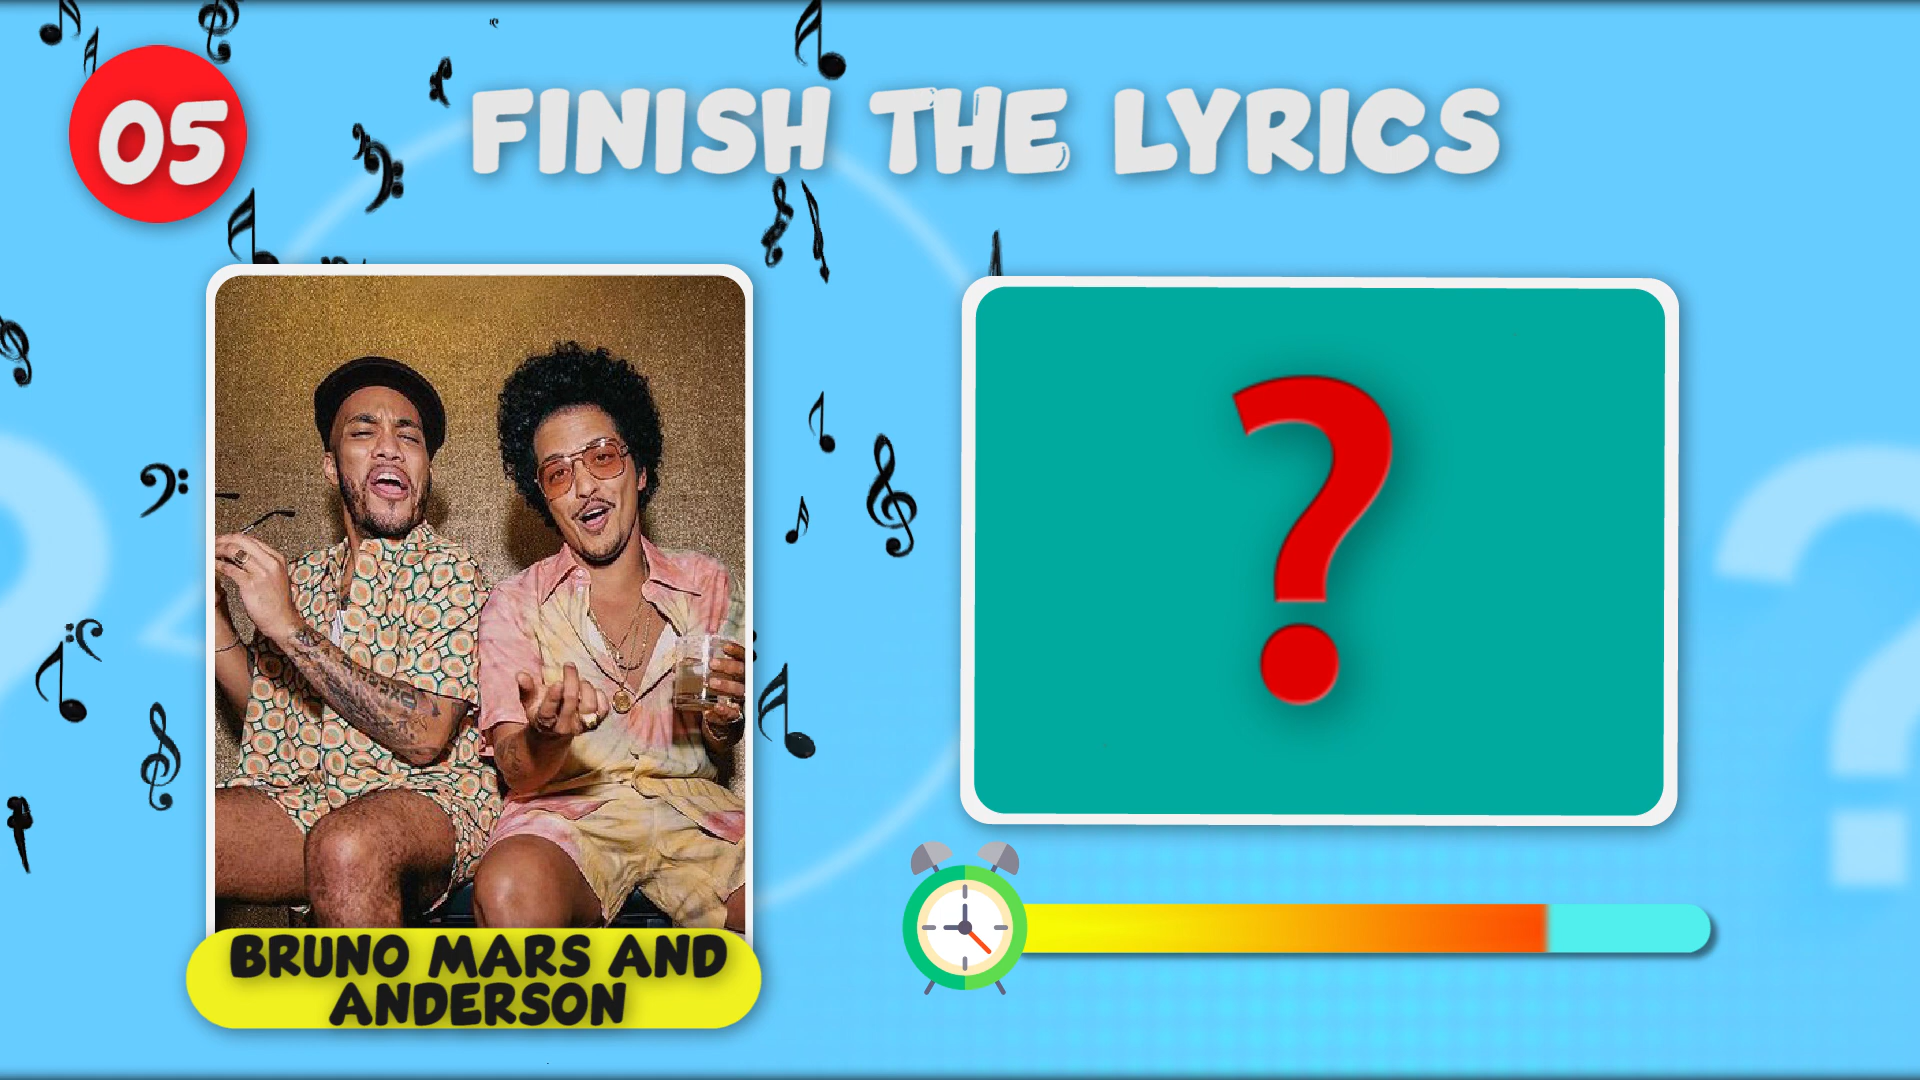 05
FINISH THE LYRICS
?
BRUNO MARS AND
ANDERSON